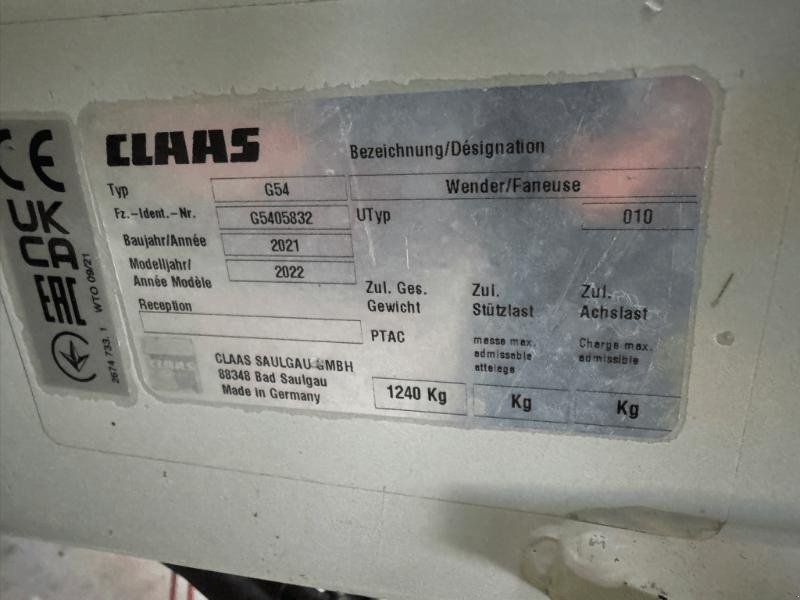 CE
UK
CA
EAC
2674 733. 1 WTO 09/21
CLAAS
Bezeichnung/Désignation
Typ G54 Wender/Faneuse
Fz.-Ident.-Nr. G5405832 UTyp 010
Baujahr/Année 2021
Modelljahr/
Année Modèle 2022
Reception
Zul. Ges.
Gewicht
PTAC
1240 Kg
Zul.
Stützlast
masse max.
admissable
attelage
Kg
Zul.
Achslast
Charge max.
admissible
Kg
CLAAS
CLAAS SAULGAU GMBH
88348 Bad Saulgau
Made in Germany